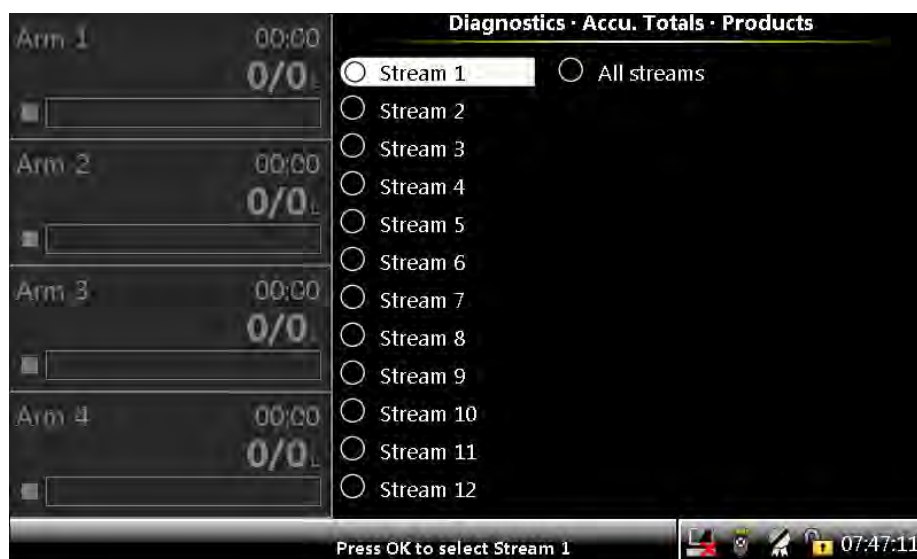 Arm 1 00:00
0/0 L
Arm 2 00:00
0/0 L
Arm 3 00:00
0/0 L
Arm 4 00:00
0/0 L
Diagnostics · Accu. Totals · Products
Stream 1
Stream 2
Stream 3
Stream 4
Stream 5
Stream 6
Stream 7
Stream 8
Stream 9
Stream 10
Stream 11
Stream 12
All streams
Press OK to select Stream 1
07:47:11